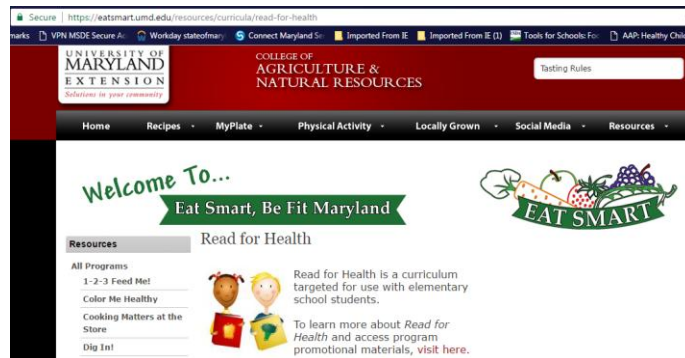 Secure | https://eatsmart.umd.edu/resources/curricula/read-for-health
marks VPN MSDE Secure Ac Workday stateofmary Connect Maryland Se Imported From IE Imported From IE (1) Tools for Schools: For AAP: Healthy Chil
UNIVERSITY OF
MARYLAND
EXTENSION
Solutions in your community
COLLEGE OF
AGRICULTURE &
NATURAL RESOURCES
Tasting Rules
Home Recipes MyPlate Physical Activity Locally Grown Social Media Resources
Welcome To...
Eat Smart, Be Fit Maryland
EAT SMART
Resources
All Programs
1-2-3 Feed Me!
Color Me Healthy
Cooking Matters at the
Store
Dig In!
Read for Health
Read for Health is a curriculum
targeted for use with elementary
school students.
To learn more about Read for
Health and access program
promotional materials, visit here.